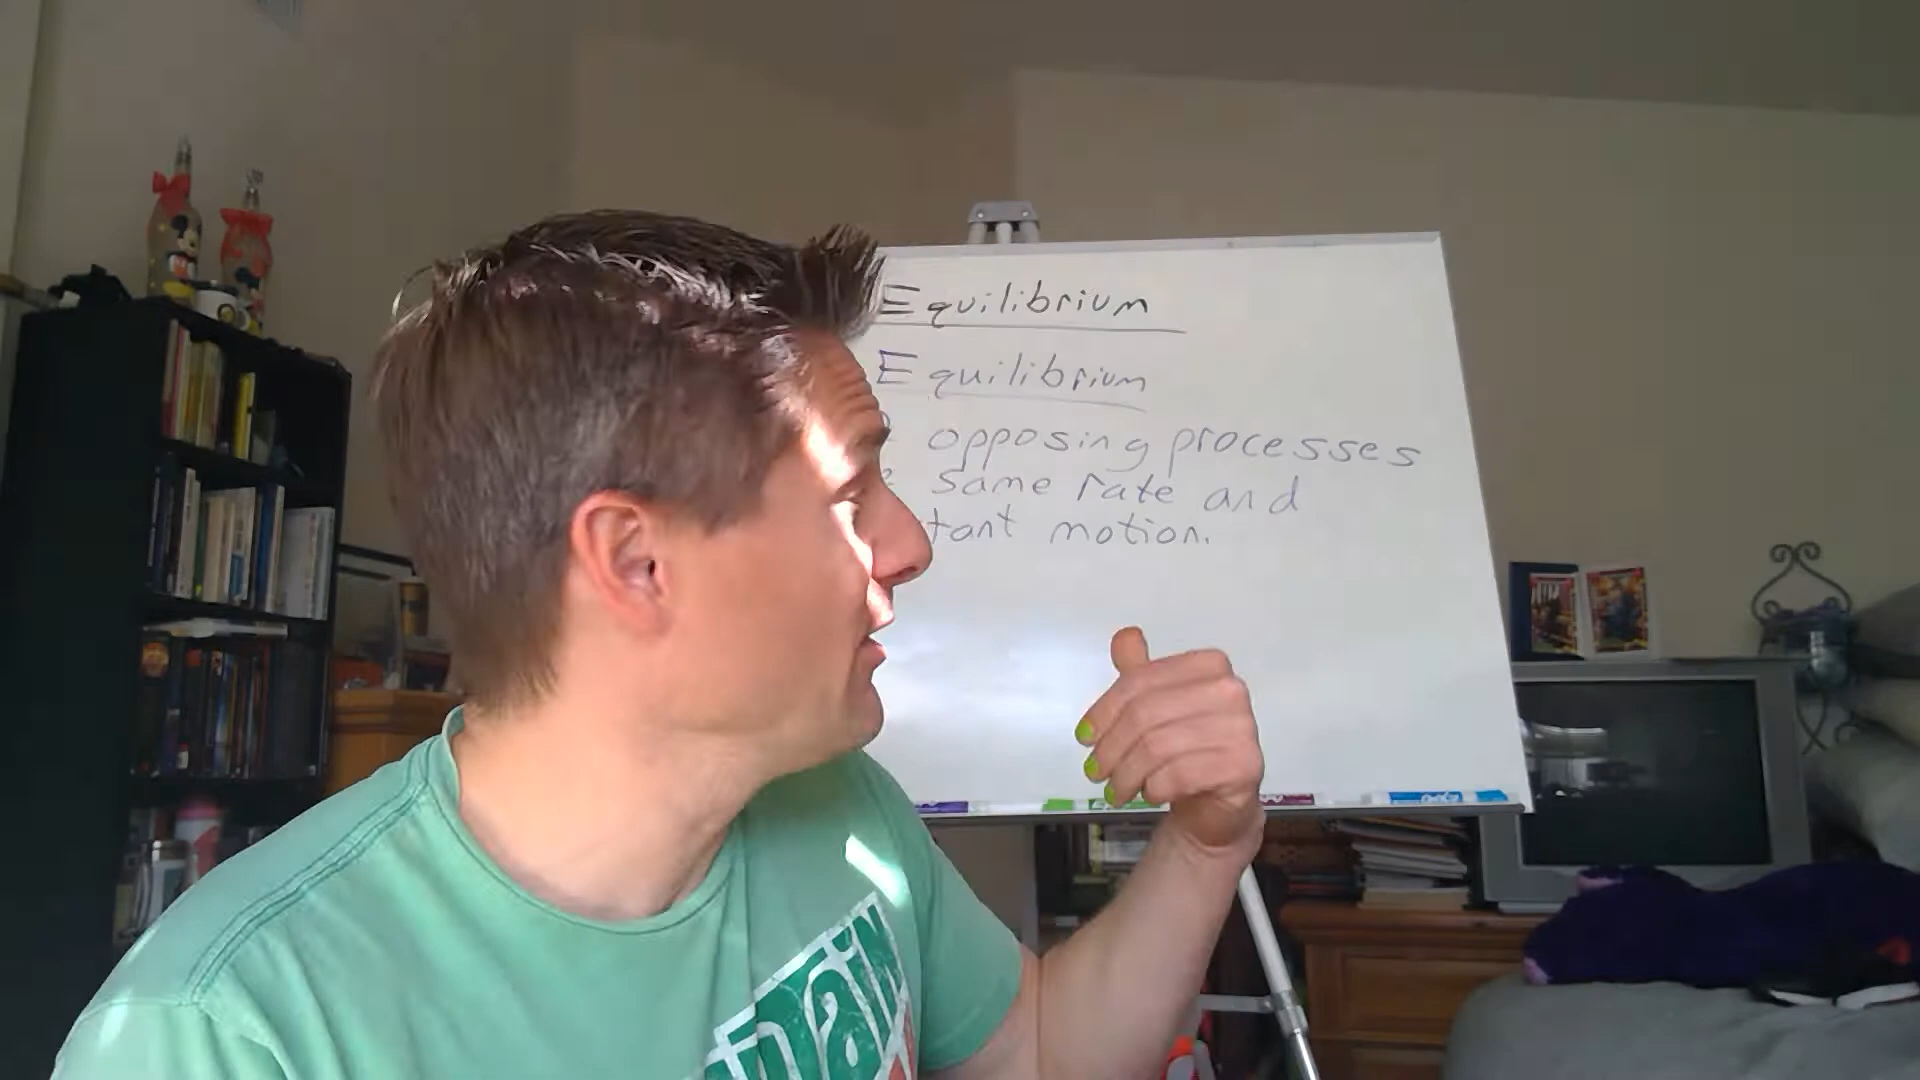 Equilibrium
Equilibrium
opposing processes
same rate and
tant motion.